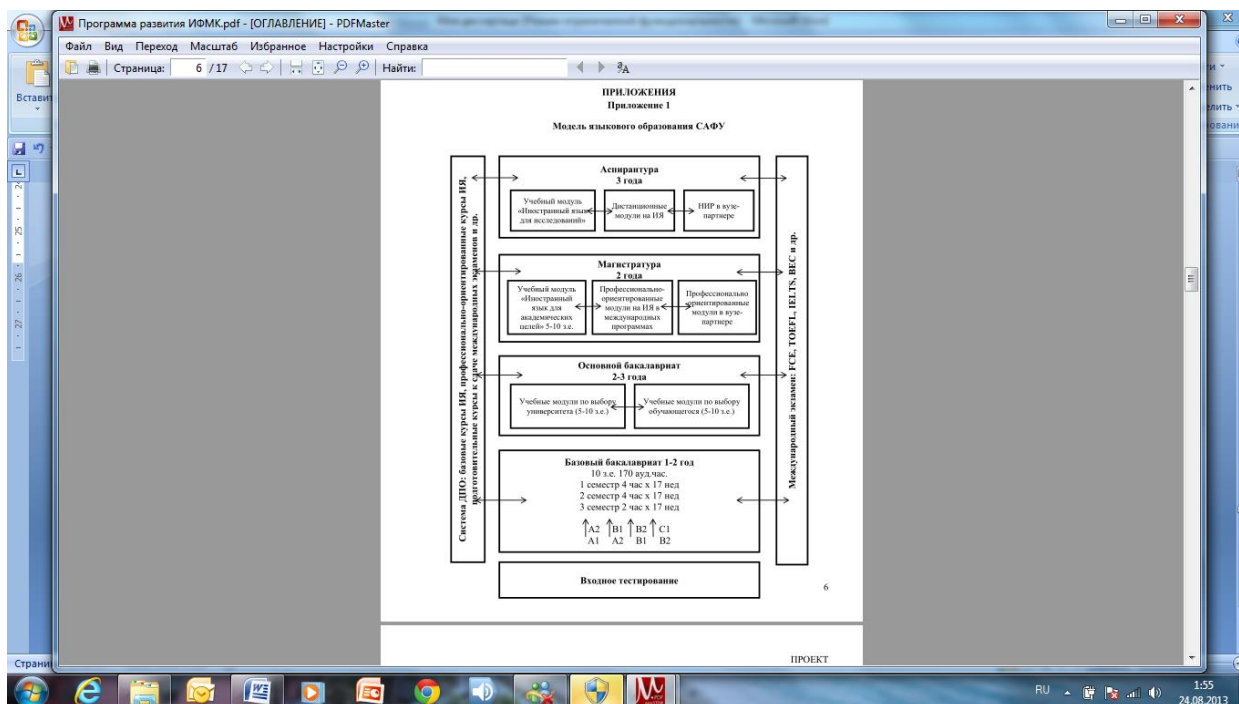 Программа развития ИФМК.pdf - [ОГЛАВЛЕНИЕ] - PDFMaster
Файл Вид Переход Масштаб Избранное Настройки Справка
Страница: 6 / 17 Найти:
Вставит
ПРИЛОЖЕНИЯ
Приложение 1
Модель языкового образования САФУ
Система ДПО: базовые курсы ИЯ, профессионально-ориентированные курсы ИЯ,
подготовительные курсы к сдаче международных экзаменов и др.
Аспирантура
3 года
Учебный модуль
«Иностранный язык
для исследований»
Дистанционные
модули на ИЯ
НИР в вузе-
партнере
Магистратура
2 года
Учебный модуль
«Иностранный
язык для
академических
целей» 5-10 з.е.
Профессионально-
ориентированные
модули на ИЯ в
международных
программах
Профессионально
ориентированные
модули в вузе-
партнере
Основной бакалавриат
2-3 года
Учебные модули по выбору
университета (5-10 з.е.)
Учебные модули по выбору
обучающегося (5-10 з.е.)
Базовый бакалавриат 1-2 год
10 з.е. 170 ауд.час.
1 семестр 4 час х 17 нед
2 семестр 4 час х 17 нед
3 семестр 2 час х 17 нед
A2 B1 B2 C1
A1 A2 B1 B2
Входное тестирование
Международный экзамен: FCE, TOEFL, IELTS, BEC и др.
6
ПРОЕКТ
Страни
RU
1:55
24.08.2013